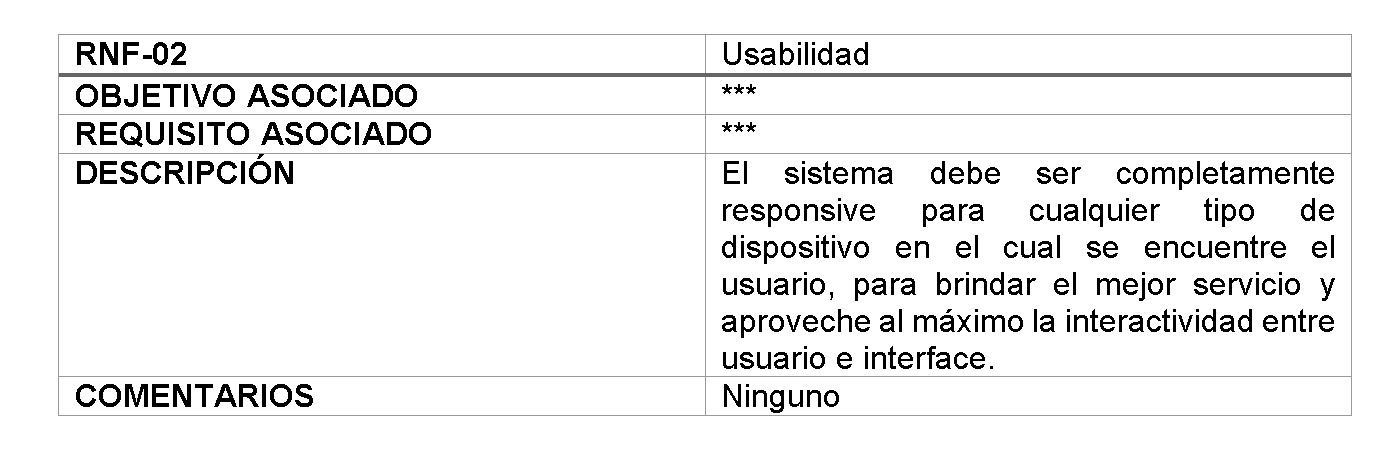 RNF-02 Usabilidad
OBJETIVO ASOCIADO ***
REQUISITO ASOCIADO ***
DESCRIPCIÓN El sistema debe ser completamente
responsive para cualquier tipo de
dispositivo en el cual se encuentre el
usuario, para brindar el mejor servicio y
aproveche al máximo la interactividad entre
usuario e interface.
COMENTARIOS Ninguno